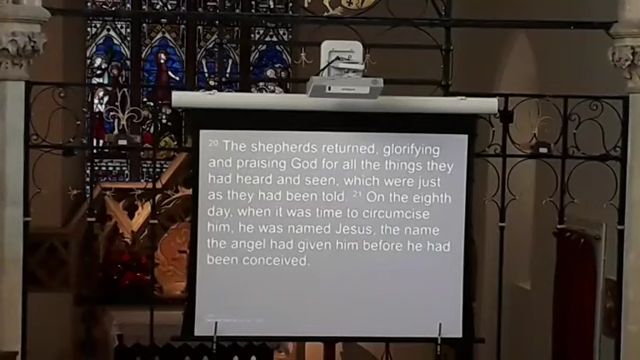 20 The shepherds returned, glorifying
and praising God for all the things they
had heard and seen, which were just
as they had been told. 21 On the eighth
day, when it was time to circumcise
him, he was named Jesus, the name
the angel had given him before he had
been conceived.